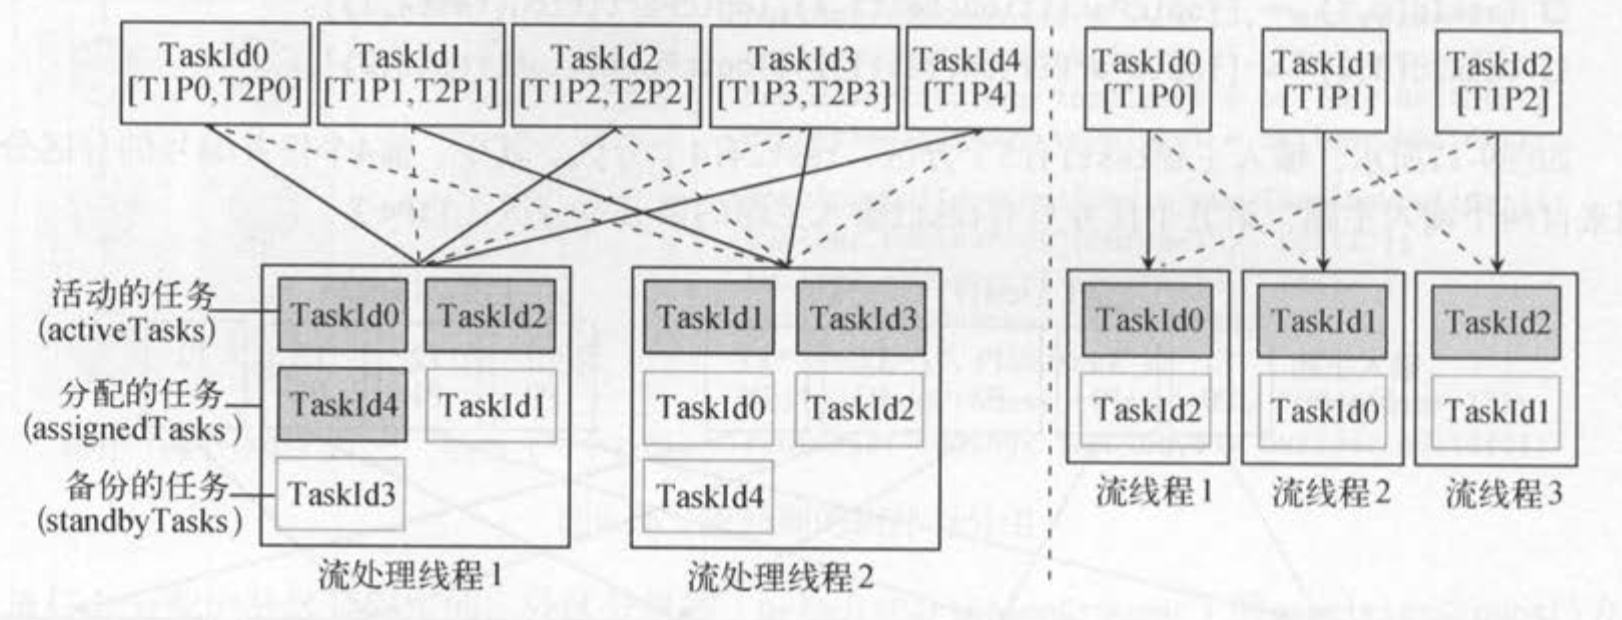 TaskId0
[T1P0,T2P0]
TaskId1
[T1P1,T2P1]
TaskId2
[T1P2,T2P2]
TaskId3
[T1P3,T2P3]
TaskId4
[T1P4]
TaskId0
[T1P0]
TaskId1
[T1P1]
TaskId2
[T1P2]
活动的任务
(activeTasks)
分配的任务
(assignedTasks)
备份的任务
(standbyTasks)
TaskId0 TaskId2
TaskId4 TaskId1
TaskId3
流处理线程1
TaskId1 TaskId3
TaskId0 TaskId2
TaskId4
流处理线程2
TaskId0
TaskId2
流线程1
TaskId1
TaskId0
流线程2
TaskId2
TaskId1
流线程3